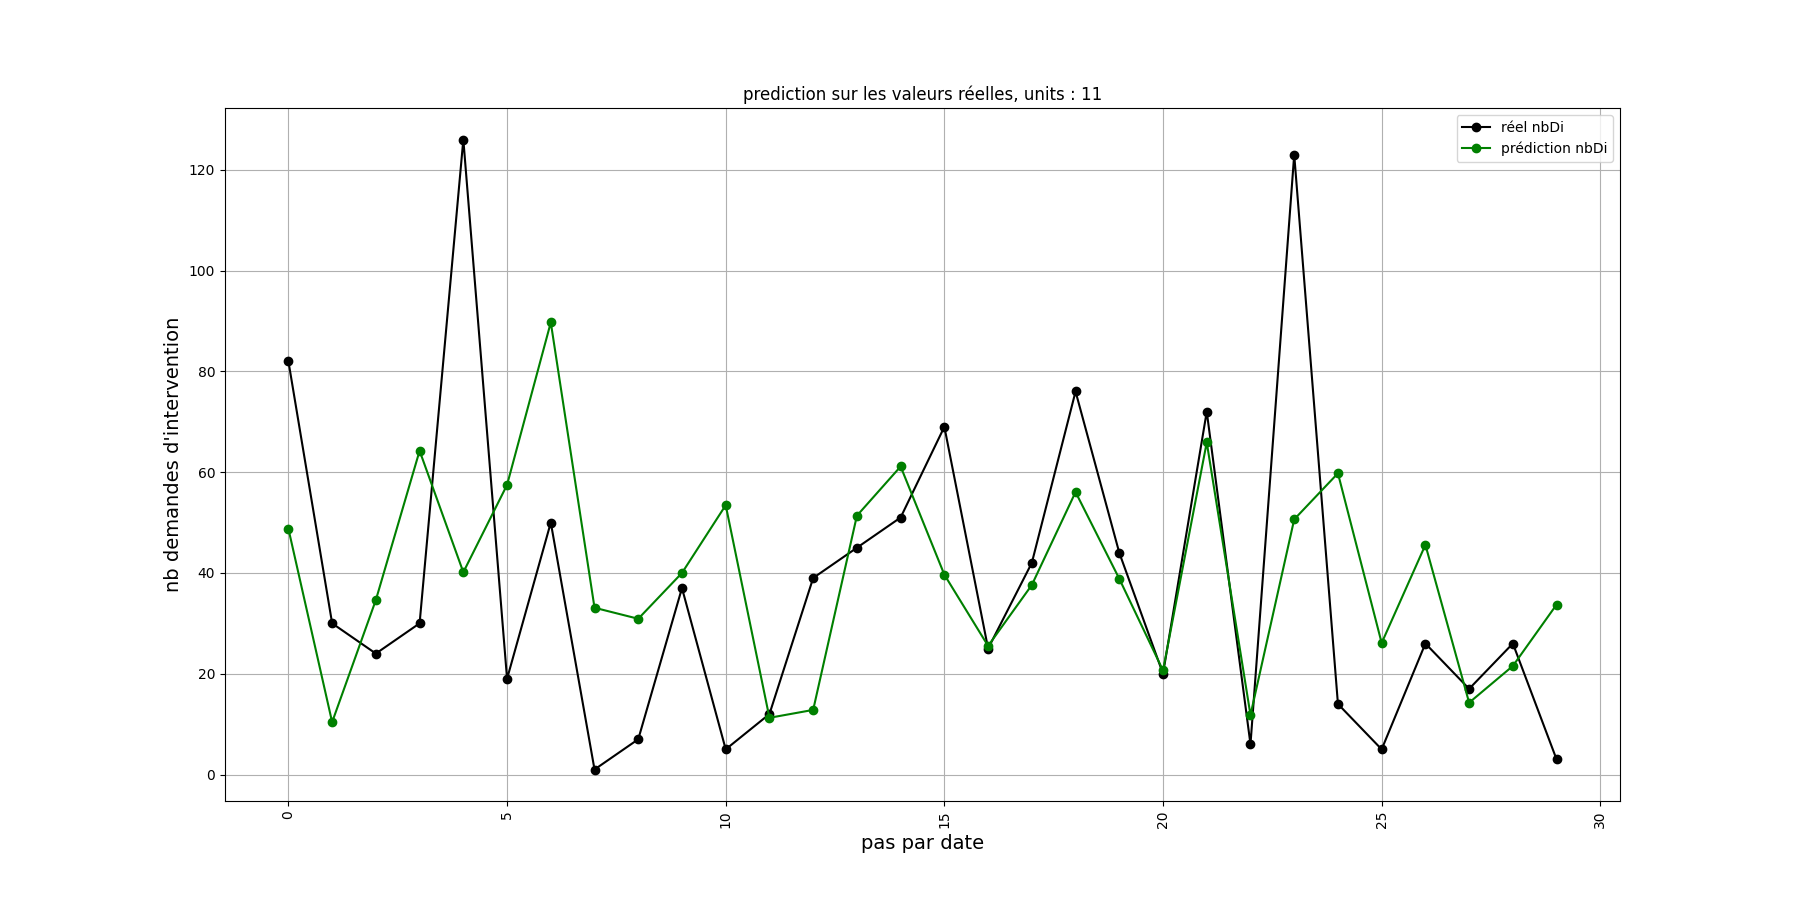 prediction sur les valeurs réelles, units : 11
réel nbDi
prédiction nbDi
nb demandes d'intervention
120
100
80
60
40
20
0
0
5
10
15
20
25
30
pas par date